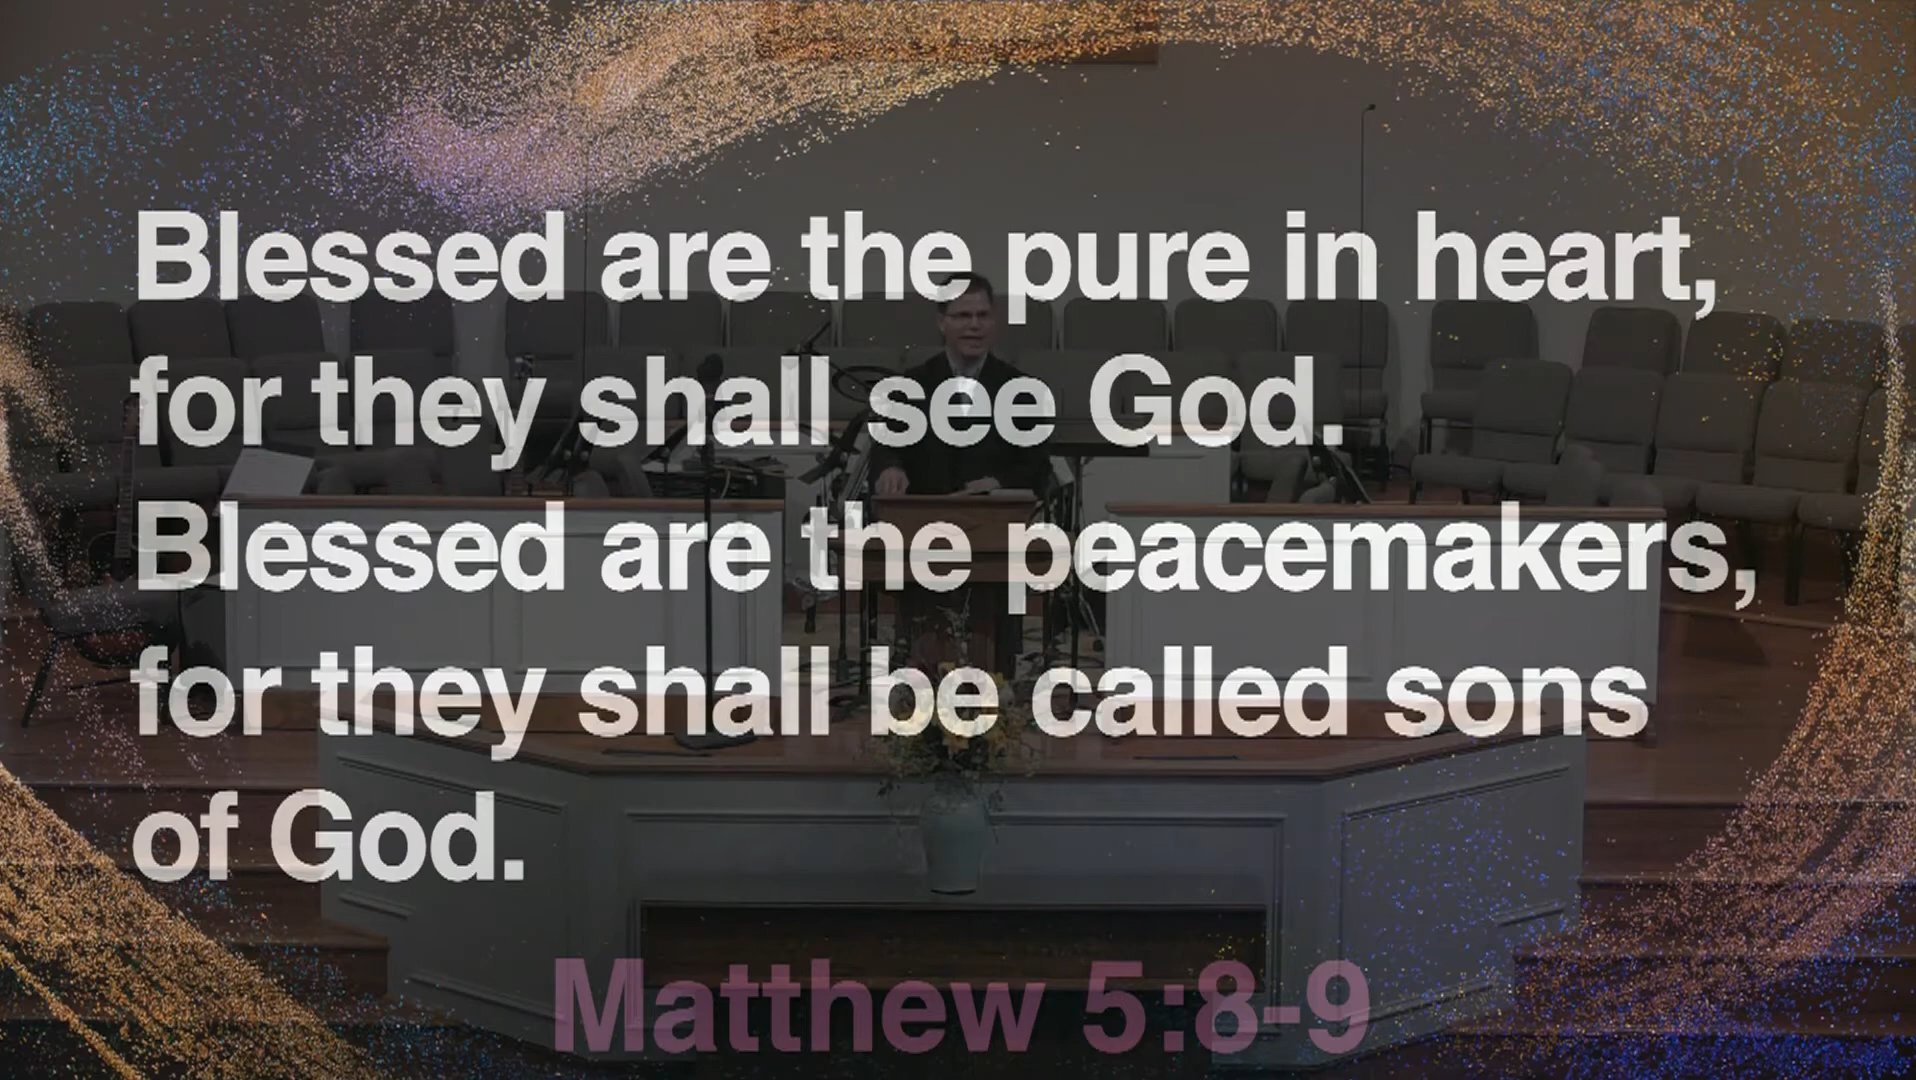 Blessed are the pure in heart,
for they shall see God.
Blessed are the peacemakers,
for they shall be called sons
of God.
Matthew 5:8-9